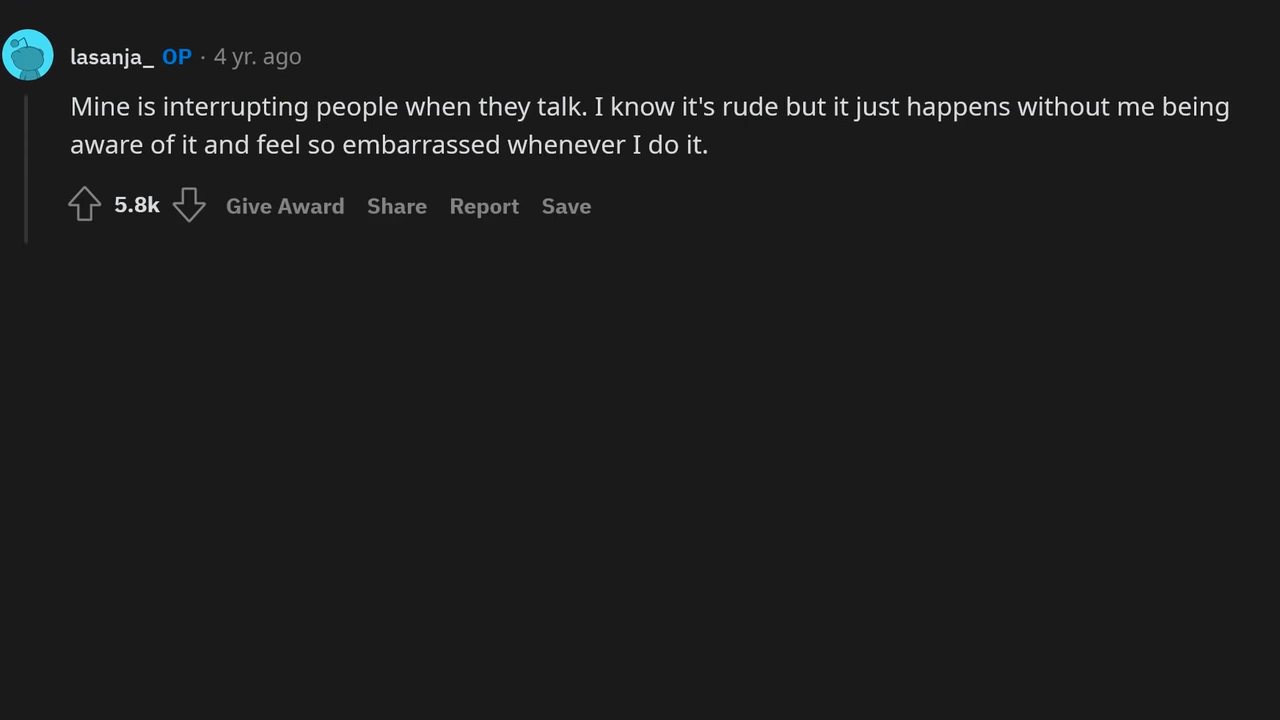 lasanja_ OP · 4 yr. ago
Mine is interrupting people when they talk. I know it's rude but it just happens without me being
aware of it and feel so embarrassed whenever I do it.
5.8k Give Award Share Report Save